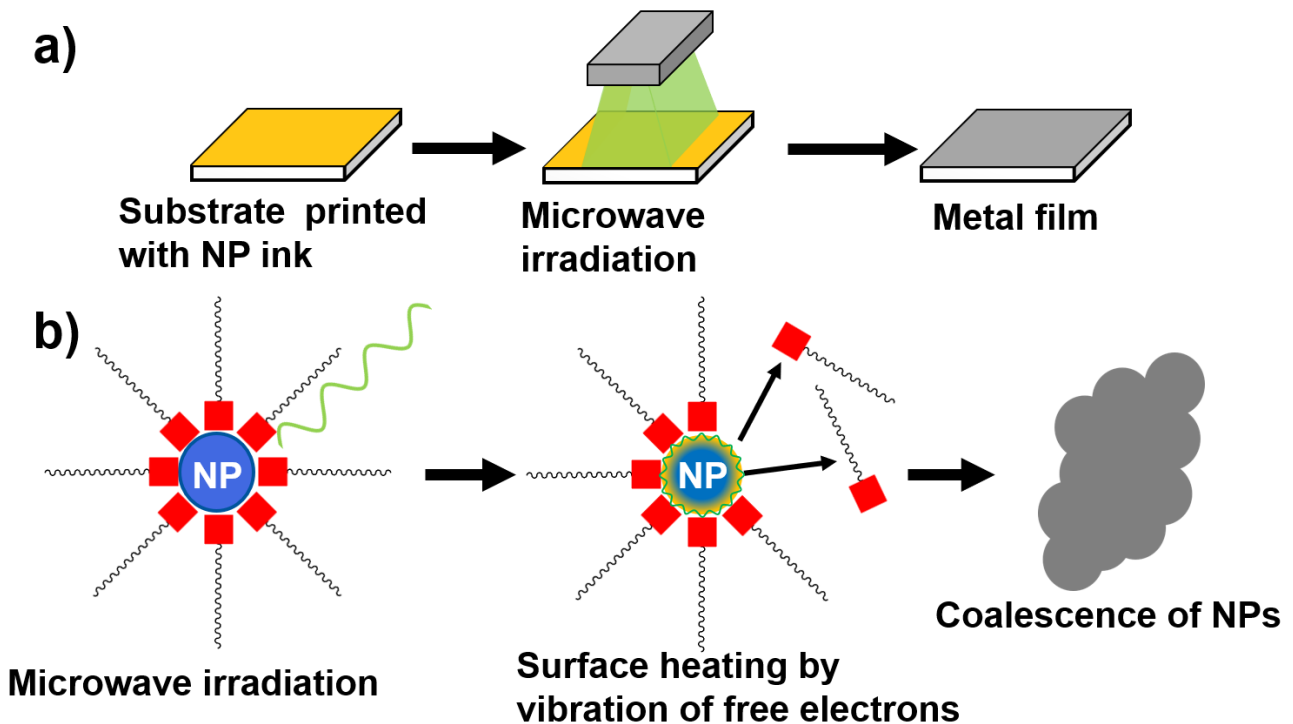 a)
Substrate printed
with NP ink
Microwave
irradiation
Metal film
b)
NP
NP
Microwave irradiation
Surface heating by
vibration of free electrons
Coalescence of NPs